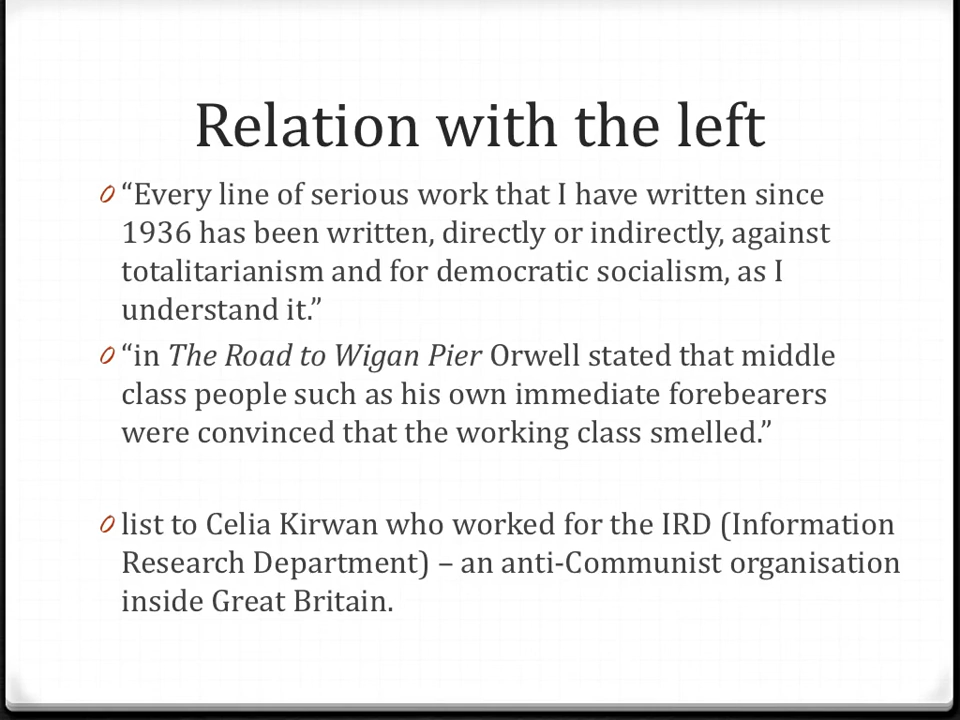 Relation with the left
“Every line of serious work that I have written since
1936 has been written, directly or indirectly, against
totalitarianism and for democratic socialism, as I
understand it.”
“in The Road to Wigan Pier Orwell stated that middle
class people such as his own immediate forebearers
were convinced that the working class smelled.”
list to Celia Kirwan who worked for the IRD (Information
Research Department) – an anti-Communist organisation
inside Great Britain.